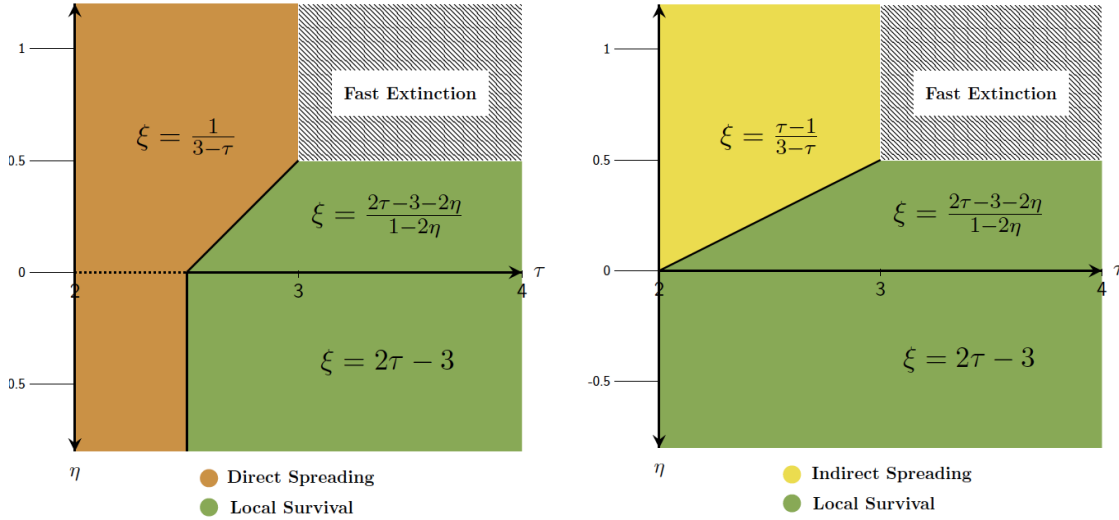 1
Fast Extinction
ξ = 1/(3−τ)
0.5
ξ = (2τ−3−2η)/(1−2η)
0
2
3
4
τ
ξ = 2τ − 3
0.5
η
Direct Spreading
Local Survival
1
Fast Extinction
ξ = (τ−1)/(3−τ)
0.5
ξ = (2τ−3−2η)/(1−2η)
0
2
3
4
τ
ξ = 2τ − 3
-0.5
η
Indirect Spreading
Local Survival